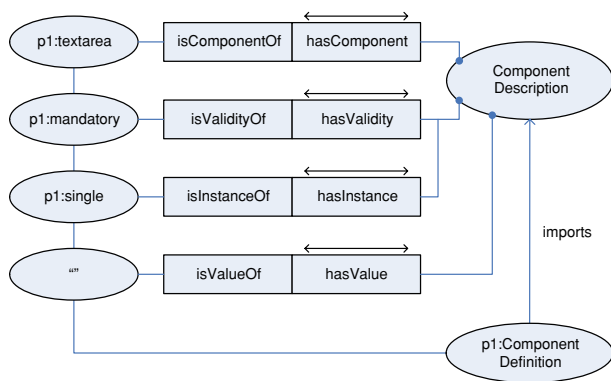 p1:textarea
isComponentOf
hasComponent
Component
Description
p1:mandatory
isValidityOf
hasValidity
p1:single
isInstanceOf
hasInstance
imports
“”
isValueOf
hasValue
p1:Component
Definition